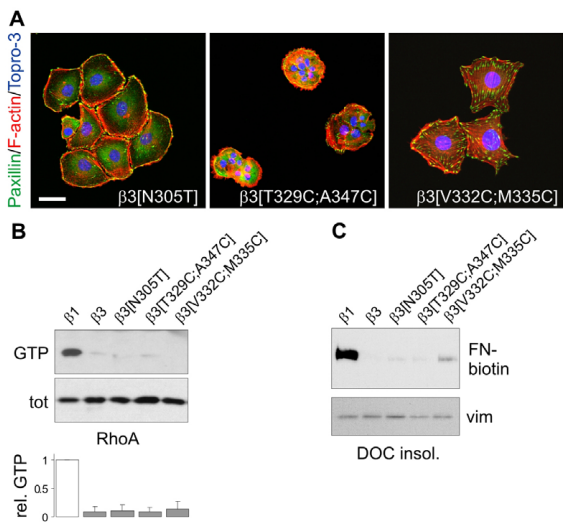 A
Paxillin/F-actin/Topro-3
β3[N305T]
β3[T329C;A347C]
β3[V332C;M335C]
B
β1
β3
β3[N305T]
β3[T329C;A347C]
β3[V332C;M335C]
GTP
tot
RhoA
rel. GTP
1
0.5
0
C
β1
β3
β3[N305T]
β3[T329C;A347C]
β3[V332C;M335C]
FN-
biotin
vim
DOC insol.